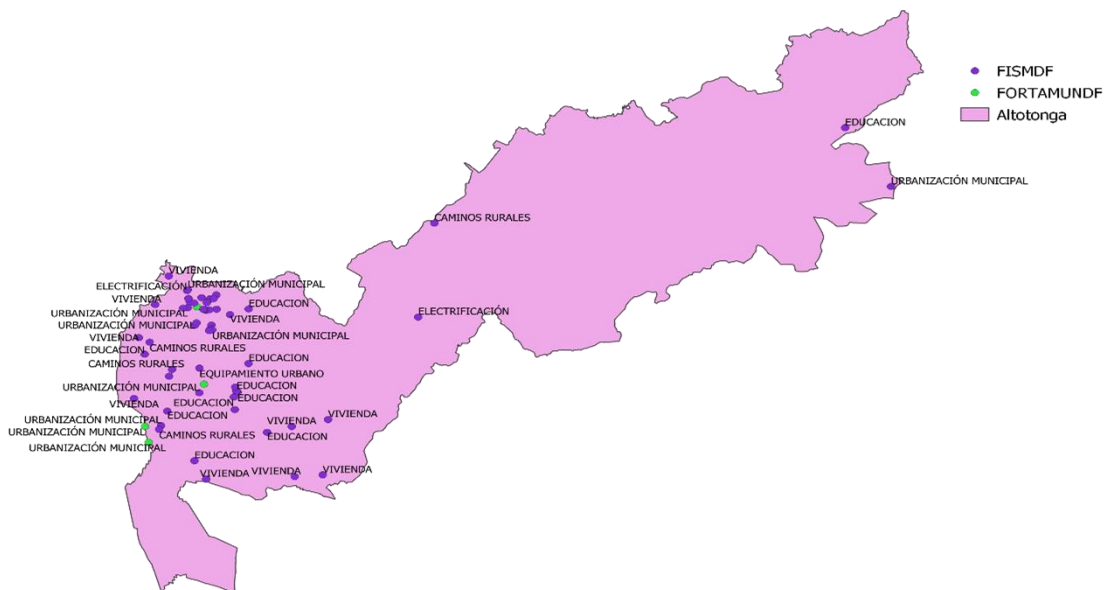 FISMDF
FORTAMUNDF
Altotonga
EDUCACION
URBANIZACIÓN MUNICIPAL
CAMINOS RURALES
VIVIENDA
ELECTRIFICACIÓN URBANIZACIÓN MUNICIPAL
VIVIENDA EDUCACION
URBANIZACIÓN MUNICIPAL VIVIENDA ELECTRIFICACIÓN
URBANIZACIÓN MUNICIPAL
VIVIENDA URBANIZACIÓN MUNICIPAL
EDUCACION CAMINOS RURALES
EDUCACION
CAMINOS RURALES
EQUIPAMIENTO URBANO
URBANIZACIÓN MUNICIPAL EDUCACION
EDUCACION
VIVIENDA EDUCACION
EDUCACION
URBANIZACIÓN MUNICIPAL VIVIENDA VIVIENDA
URBANIZACIÓN MUNICIPAL CAMINOS RURALES EDUCACION
URBANIZACIÓN MUNICIPAL
EDUCACION
VIVIENDA VIVIENDA VIVIENDA